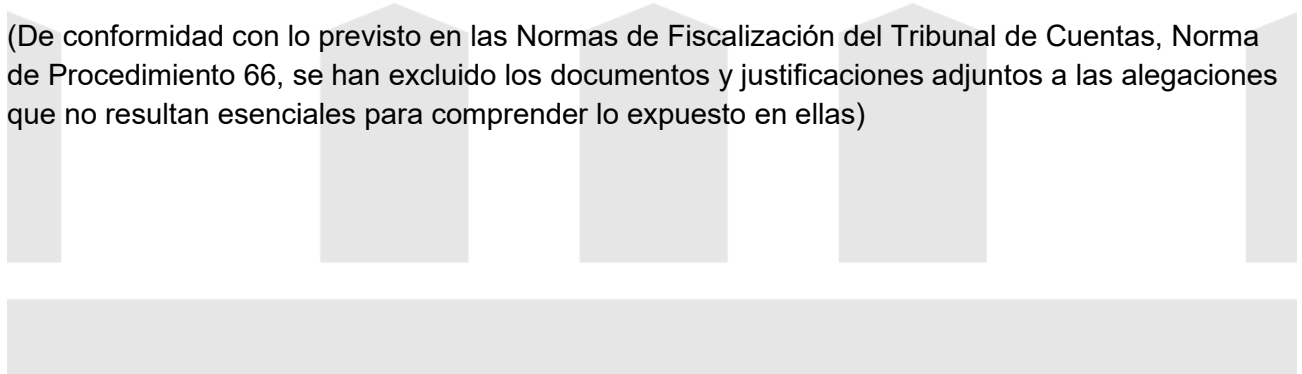 (De conformidad con lo previsto en las Normas de Fiscalización del Tribunal de Cuentas, Norma
de Procedimiento 66, se han excluido los documentos y justificaciones adjuntos a las alegaciones
que no resultan esenciales para comprender lo expuesto en ellas)